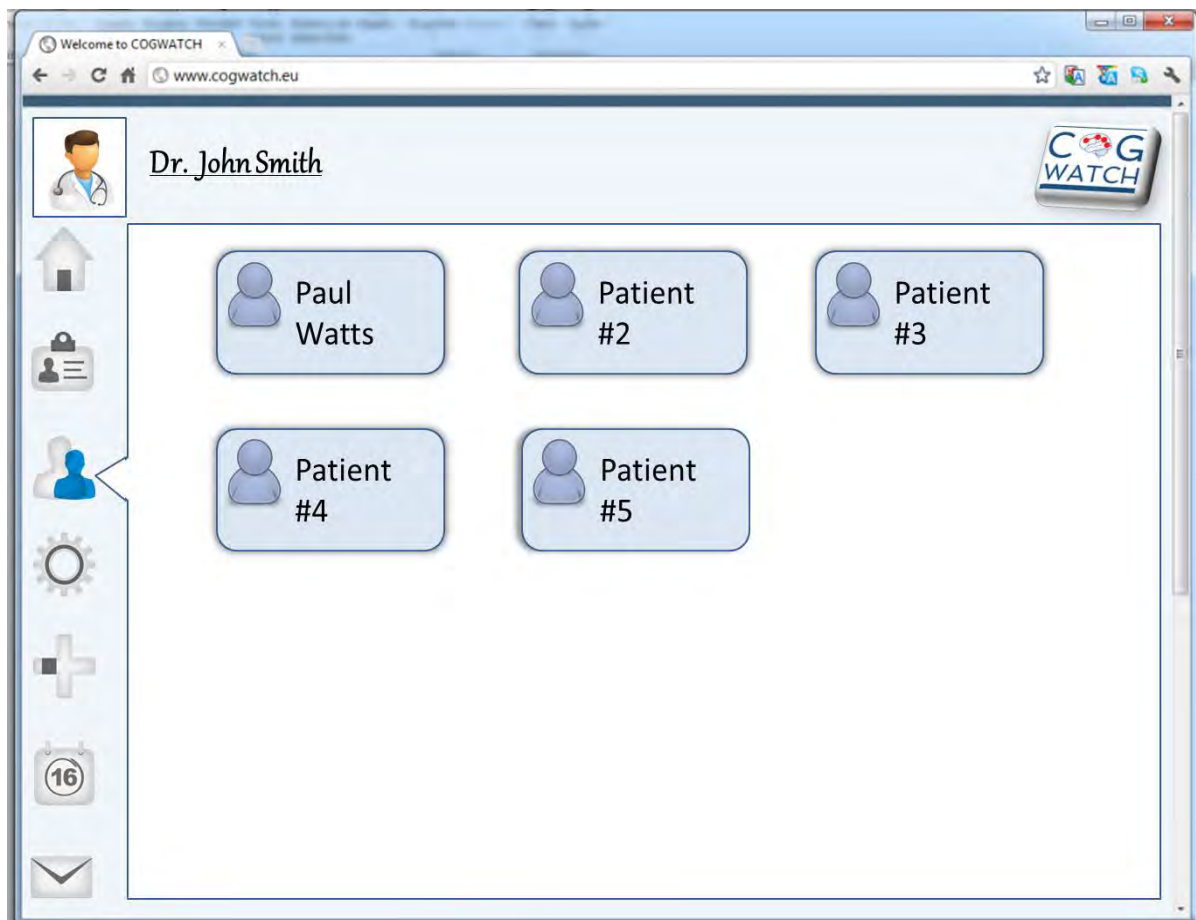 Welcome to COGWATCH
www.cogwatch.eu
Dr. John Smith
COG
WATCH
Paul
Watts
Patient
#2
Patient
#3
Patient
#4
Patient
#5
16